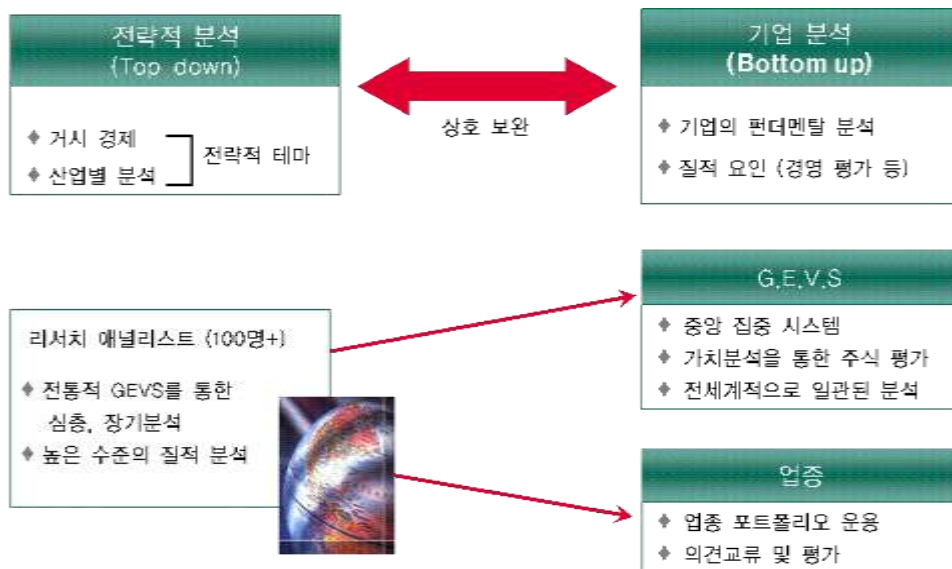 전략적 분석
(Top down)
◆ 거시 경제
◆ 산업별 분석
전략적 테마
상호 보완
기업 분석
(Bottom up)
◆ 기업의 펀더멘탈 분석
◆ 질적 요인 (경영 평가 등)
리서치 애널리스트 (100명+)
◆ 전통적 GEVS를 통한
심층, 장기분석
◆ 높은 수준의 질적 분석
G.E.V.S
◆ 중앙 집중 시스템
◆ 가치분석을 통한 주식 평가
◆ 전세계적으로 일관된 분석
업종
◆ 업종 포트폴리오 운용
◆ 의견교류 및 평가